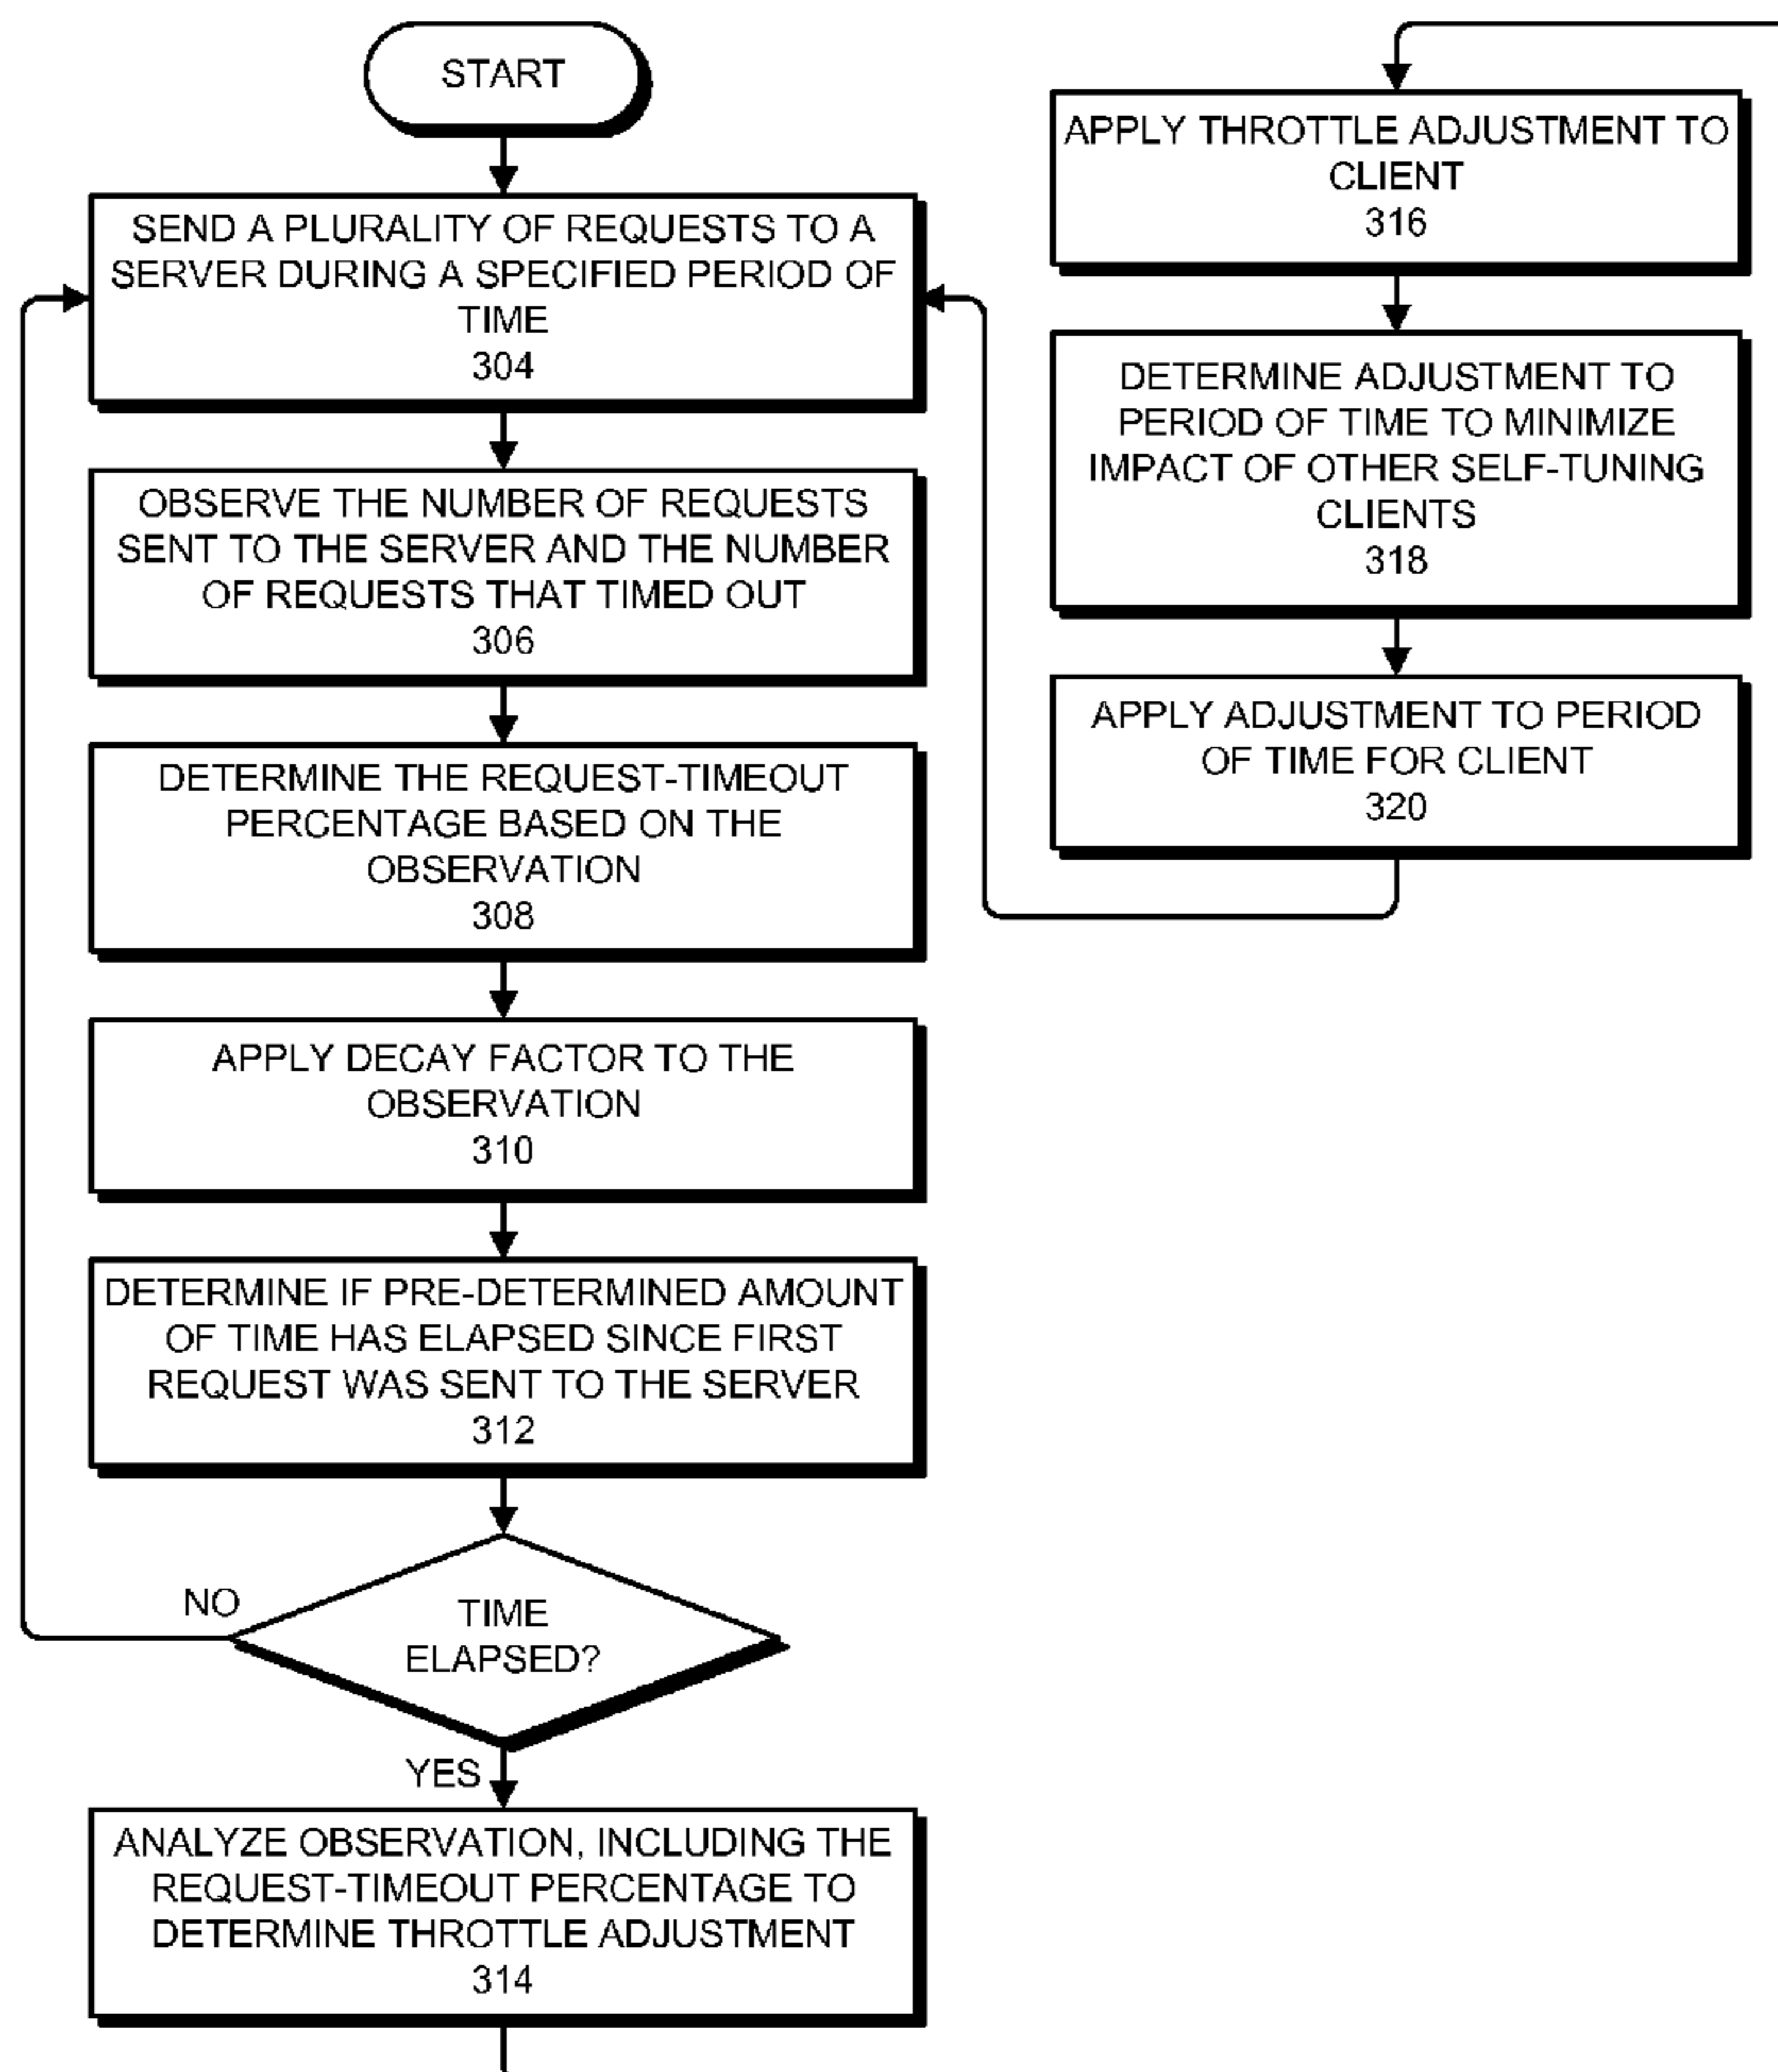 START
SEND A PLURALITY OF REQUESTS TO A
SERVER DURING A SPECIFIED PERIOD OF
TIME
304
OBSERVE THE NUMBER OF REQUESTS
SENT TO THE SERVER AND THE NUMBER
OF REQUESTS THAT TIMED OUT
306
DETERMINE THE REQUEST-TIMEOUT
PERCENTAGE BASED ON THE
OBSERVATION
308
APPLY DECAY FACTOR TO THE
OBSERVATION
310
DETERMINE IF PRE-DETERMINED AMOUNT
OF TIME HAS ELAPSED SINCE FIRST
REQUEST WAS SENT TO THE SERVER
312
NO
TIME
ELAPSED?
YES
ANALYZE OBSERVATION, INCLUDING THE
REQUEST-TIMEOUT PERCENTAGE TO
DETERMINE THROTTLE ADJUSTMENT
314
APPLY THROTTLE ADJUSTMENT TO
CLIENT
316
DETERMINE ADJUSTMENT TO
PERIOD OF TIME TO MINIMIZE
IMPACT OF OTHER SELF-TUNING
CLIENTS
318
APPLY ADJUSTMENT TO PERIOD
OF TIME FOR CLIENT
320